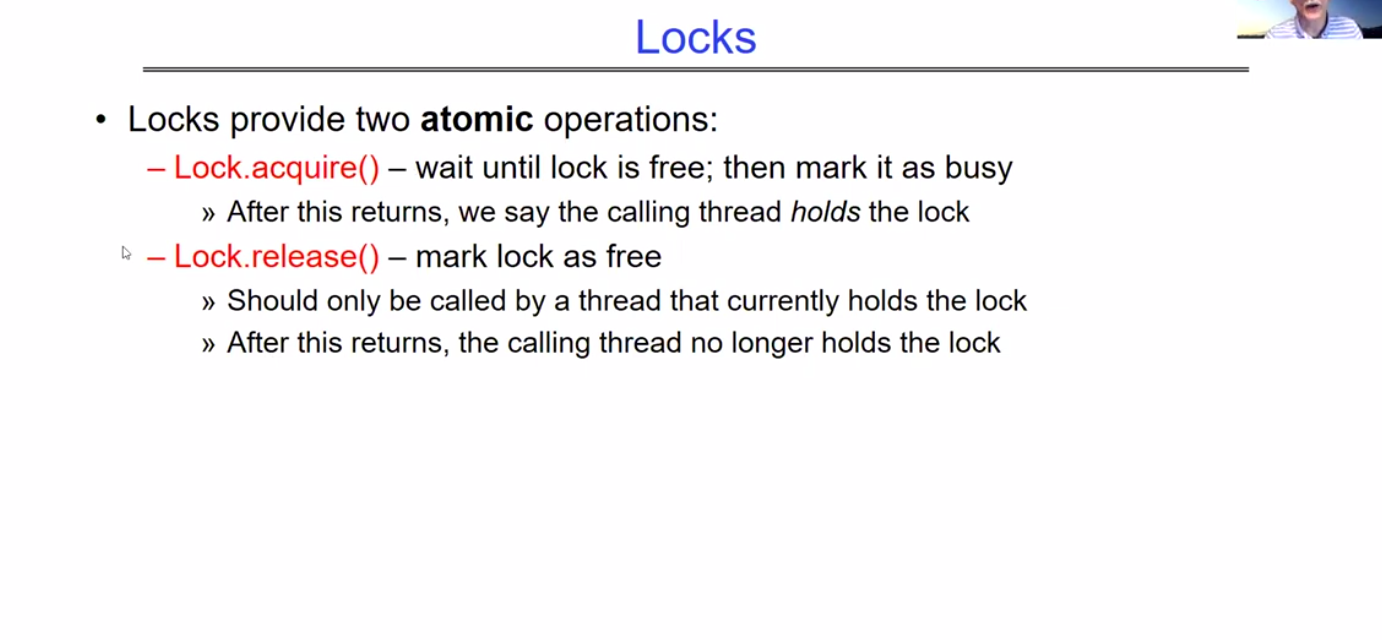 Locks
• Locks provide two atomic operations:
– Lock.acquire() – wait until lock is free; then mark it as busy
» After this returns, we say the calling thread holds the lock
– Lock.release() – mark lock as free
» Should only be called by a thread that currently holds the lock
» After this returns, the calling thread no longer holds the lock